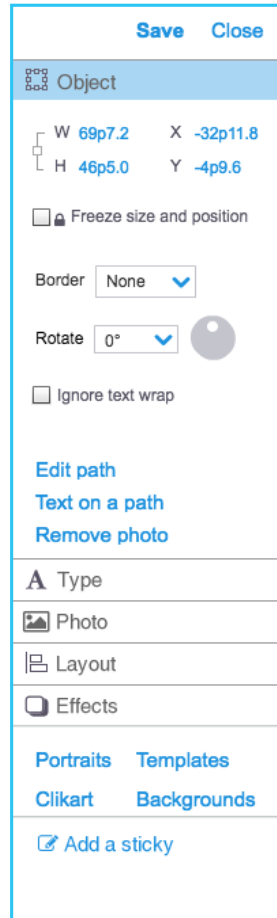 Save Close
Object
W 69p7.2 X -32p11.8
H 46p5.0 Y -4p9.6
Freeze size and position
Border None
Rotate 0°
Ignore text wrap
Edit path
Text on a path
Remove photo
A Type
Photo
Layout
Effects
Portraits Templates
Clikart Backgrounds
Add a sticky